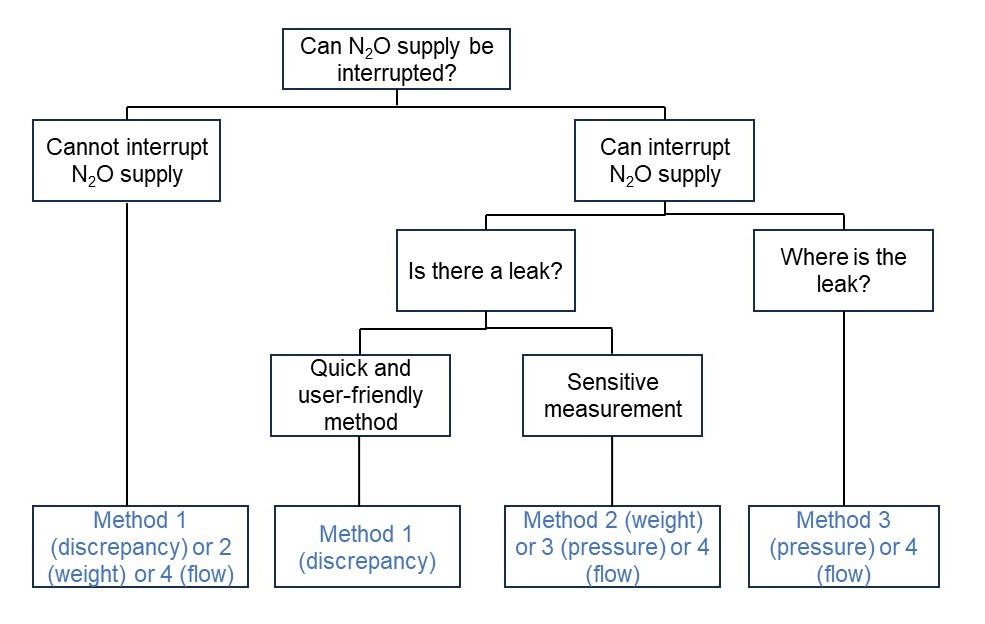 Can N₂O supply be
interrupted?
Cannot interrupt
N₂O supply
Can interrupt
N₂O supply
Is there a leak?
Where is the
leak?
Quick and
user-friendly
method
Sensitive
measurement
Method 1
(discrepancy) or 2
(weight) or 4 (flow)
Method 1
(discrepancy)
Method 2 (weight)
or 3 (pressure) or 4
(flow)
Method 3
(pressure) or 4
(flow)